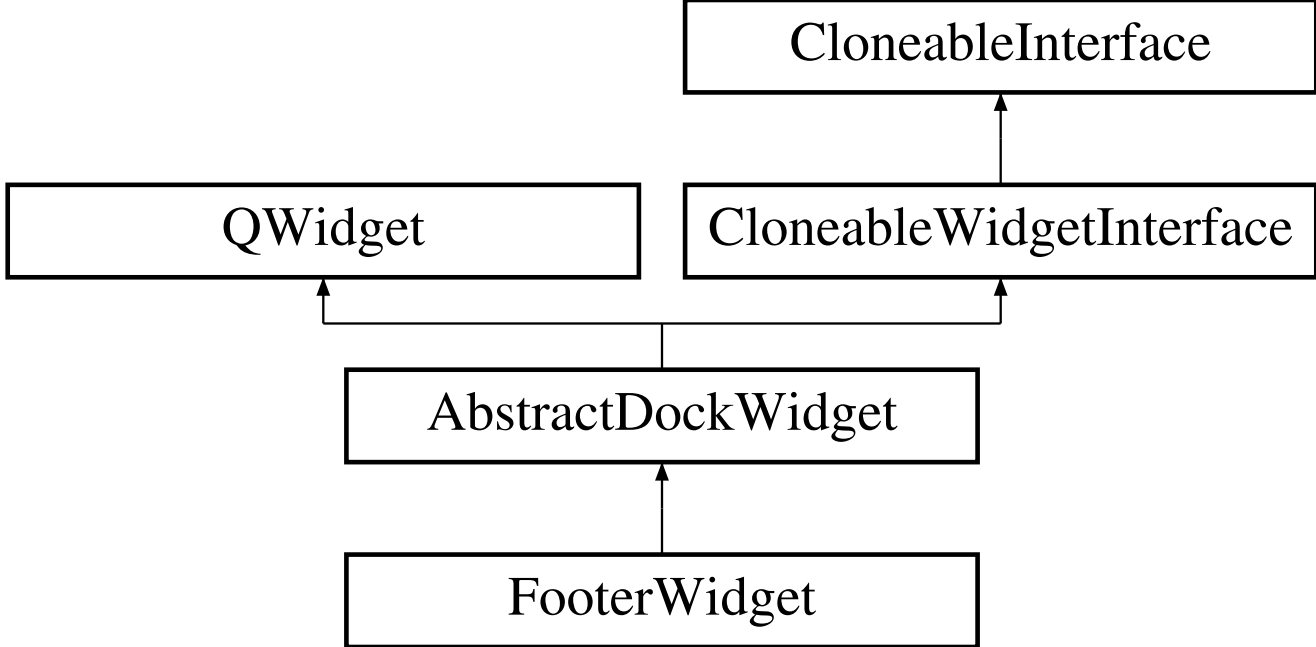 CloneableInterface
QWidget
CloneableWidgetInterface
AbstractDockWidget
FooterWidget